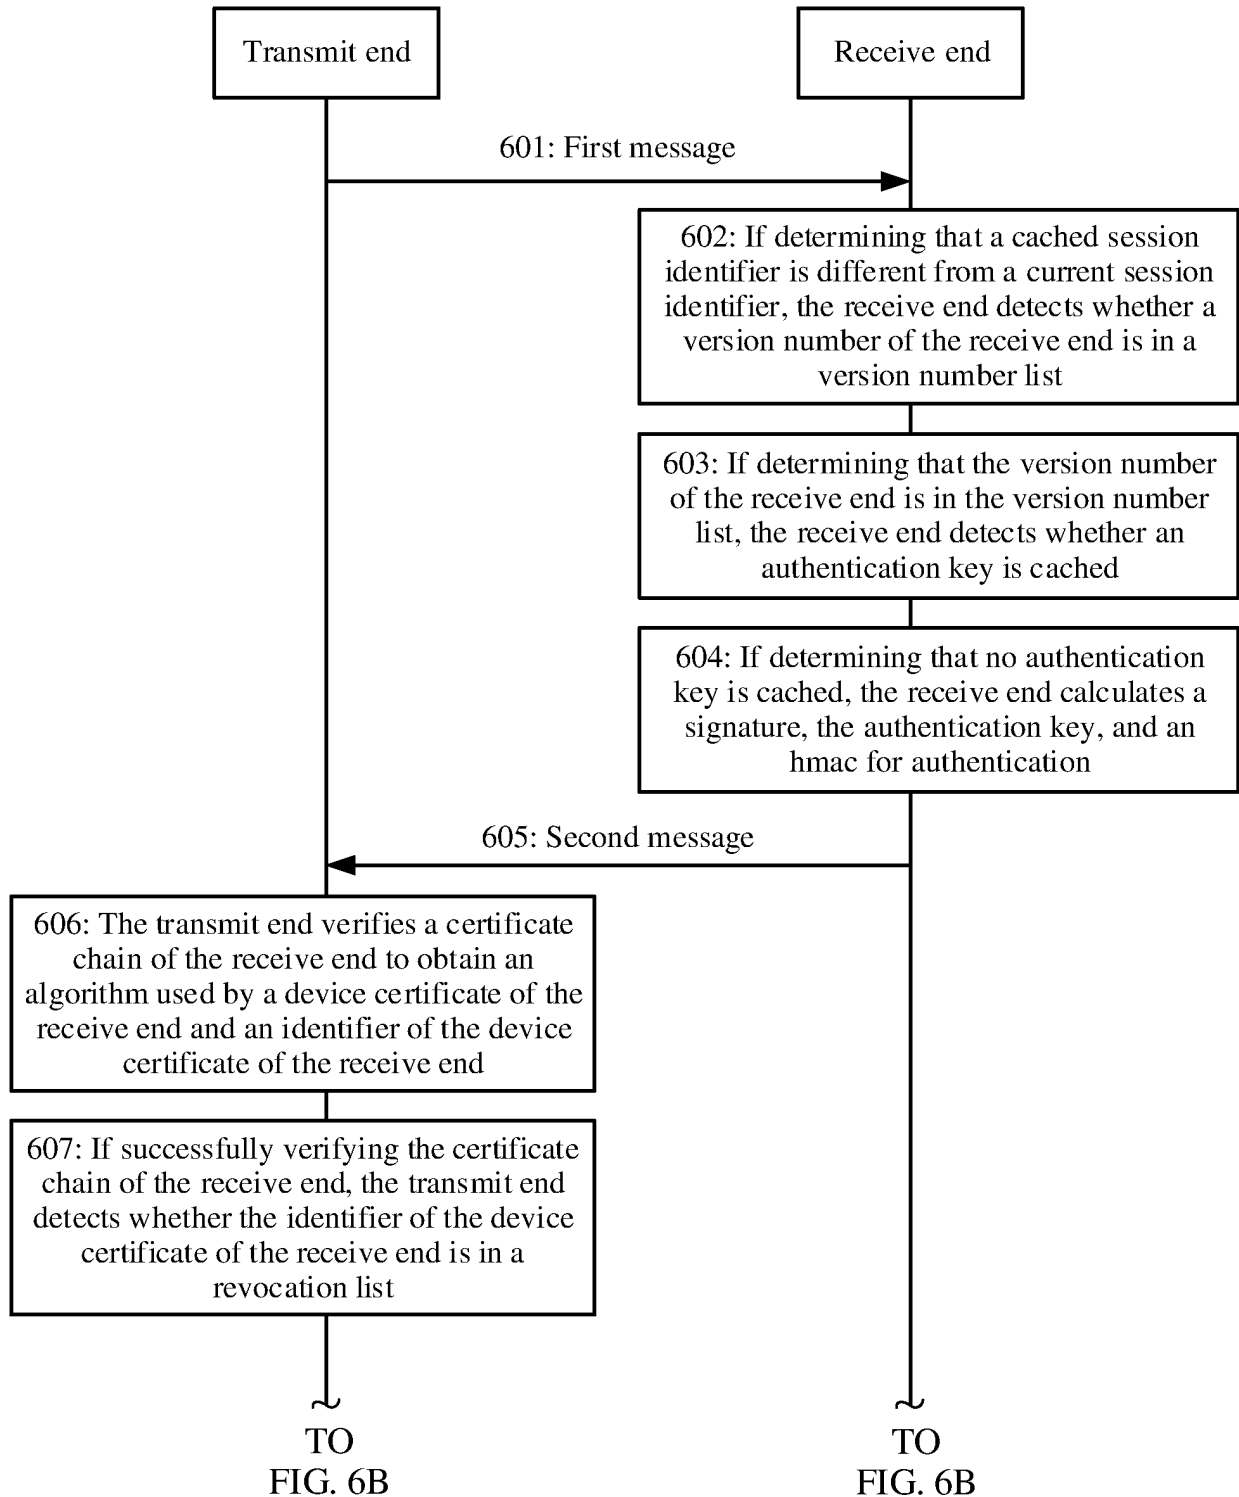 Transmit end
Receive end
601: First message
602: If determining that a cached session
identifier is different from a current session
identifier, the receive end detects whether a
version number of the receive end is in a
version number list
603: If determining that the version number
of the receive end is in the version number
list, the receive end detects whether an
authentication key is cached
604: If determining that no authentication
key is cached, the receive end calculates a
signature, the authentication key, and an
hmac for authentication
605: Second message
606: The transmit end verifies a certificate
chain of the receive end to obtain an
algorithm used by a device certificate of the
receive end and an identifier of the device
certificate of the receive end
607: If successfully verifying the certificate
chain of the receive end, the transmit end
detects whether the identifier of the device
certificate of the receive end is in a
revocation list
TO
FIG. 6B
TO
FIG. 6B